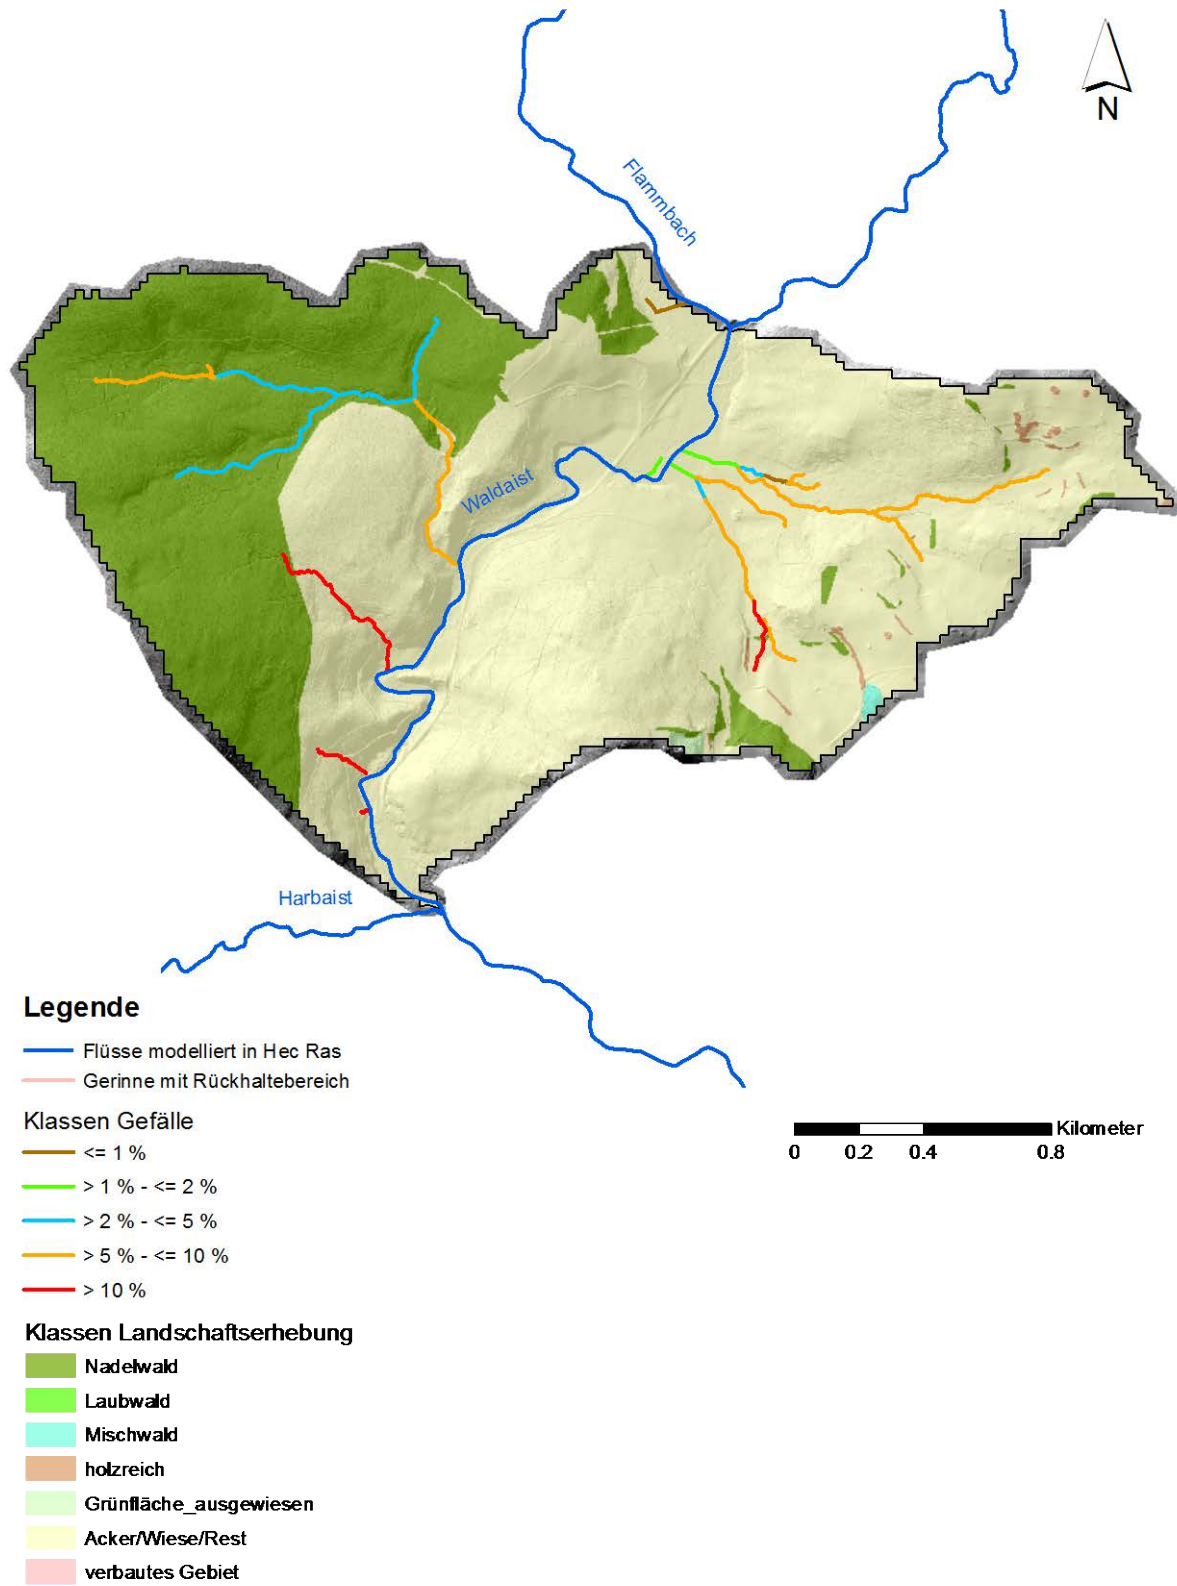 N
Flammbach
Waldaist
Harbaist
Legende
Flüsse modelliert in Hec Ras
Gerinne mit Rückhaltebereich
Klassen Gefälle
<= 1 %
> 1 % - <= 2 %
> 2 % - <= 5 %
> 5 % - <= 10 %
> 10 %
Kilometer
0 0.2 0.4 0.8
Klassen Landschaftserhebung
Nadelwald
Laubwald
Mischwald
holzreich
Grünfläche_ausgewiesen
Acker/Wiese/Rest
verbautes Gebiet